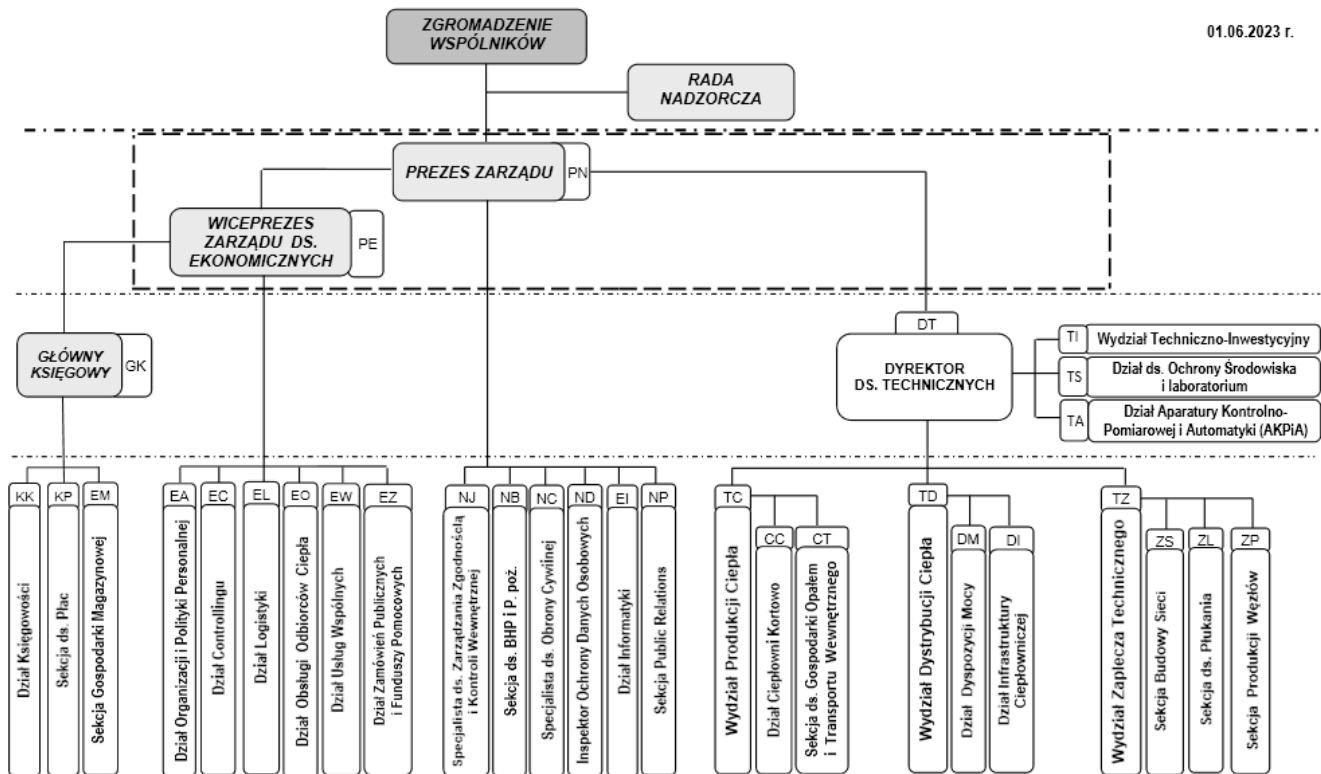 ZGROMADZENIE
WSPÓLNIKÓW
01.06.2023 r.
RADA
NADZORCZA
PREZES ZARZĄDU
PN
WICEPREZES
ZARZĄDU DS.
EKONOMICZNYCH
PE
GŁÓWNY
KSIĘGOWY
GK
DT
DYREKTOR
DS. TECHNICZNYCH
TI
Wydział Techniczno-Inwestycyjny
TS
Dział ds. Ochrony Środowiska
i laboratorium
TA
Dział Aparatury Kontrolno-
Pomiarowej i Automatyki (AKPiA)
KK
Dział Księgowości
KP
Sekcja ds. Płac
EM
Sekcja Gospodarki Magazynowej
EA
Dział Organizacji i Polityki Personalnej
EC
Dział Controllingu
EL
Dział Logistyki
EO
Dział Obsługi Odbiorców Ciepła
EW
Dział Usług Wspólnych
EZ
Dział Zamówień Publicznych
i Funduszy Pomocowych
NJ
Specjalista ds. Zarządzania Zgodnością
i Kontroli Wewnętrznej
NB
Sekcja ds. BHP i P. poż.
NC
Specjalista ds. Obrony Cywilnej
ND
Inspektor Ochrony Danych Osobowych
EI
Dział Informatyki
NP
Sekcja Public Relations
TC
Wydział Produkcji Ciepła
CC
Dział Ciepłowni Kortowo
CT
Sekcja ds. Gospodarki Opałem
i Transportu Wewnętrznego
TD
Wydział Dystrybucji Ciepła
DM
Dział Dyspozycji Mocy
DI
Dział Infrastruktury
Ciepłowniczej
TZ
Wydział Zaplecza Technicznego
ZS
Sekcja Budowy Sieci
ZL
Sekcja ds. Płukania
ZP
Sekcja Produkcji Węzłów